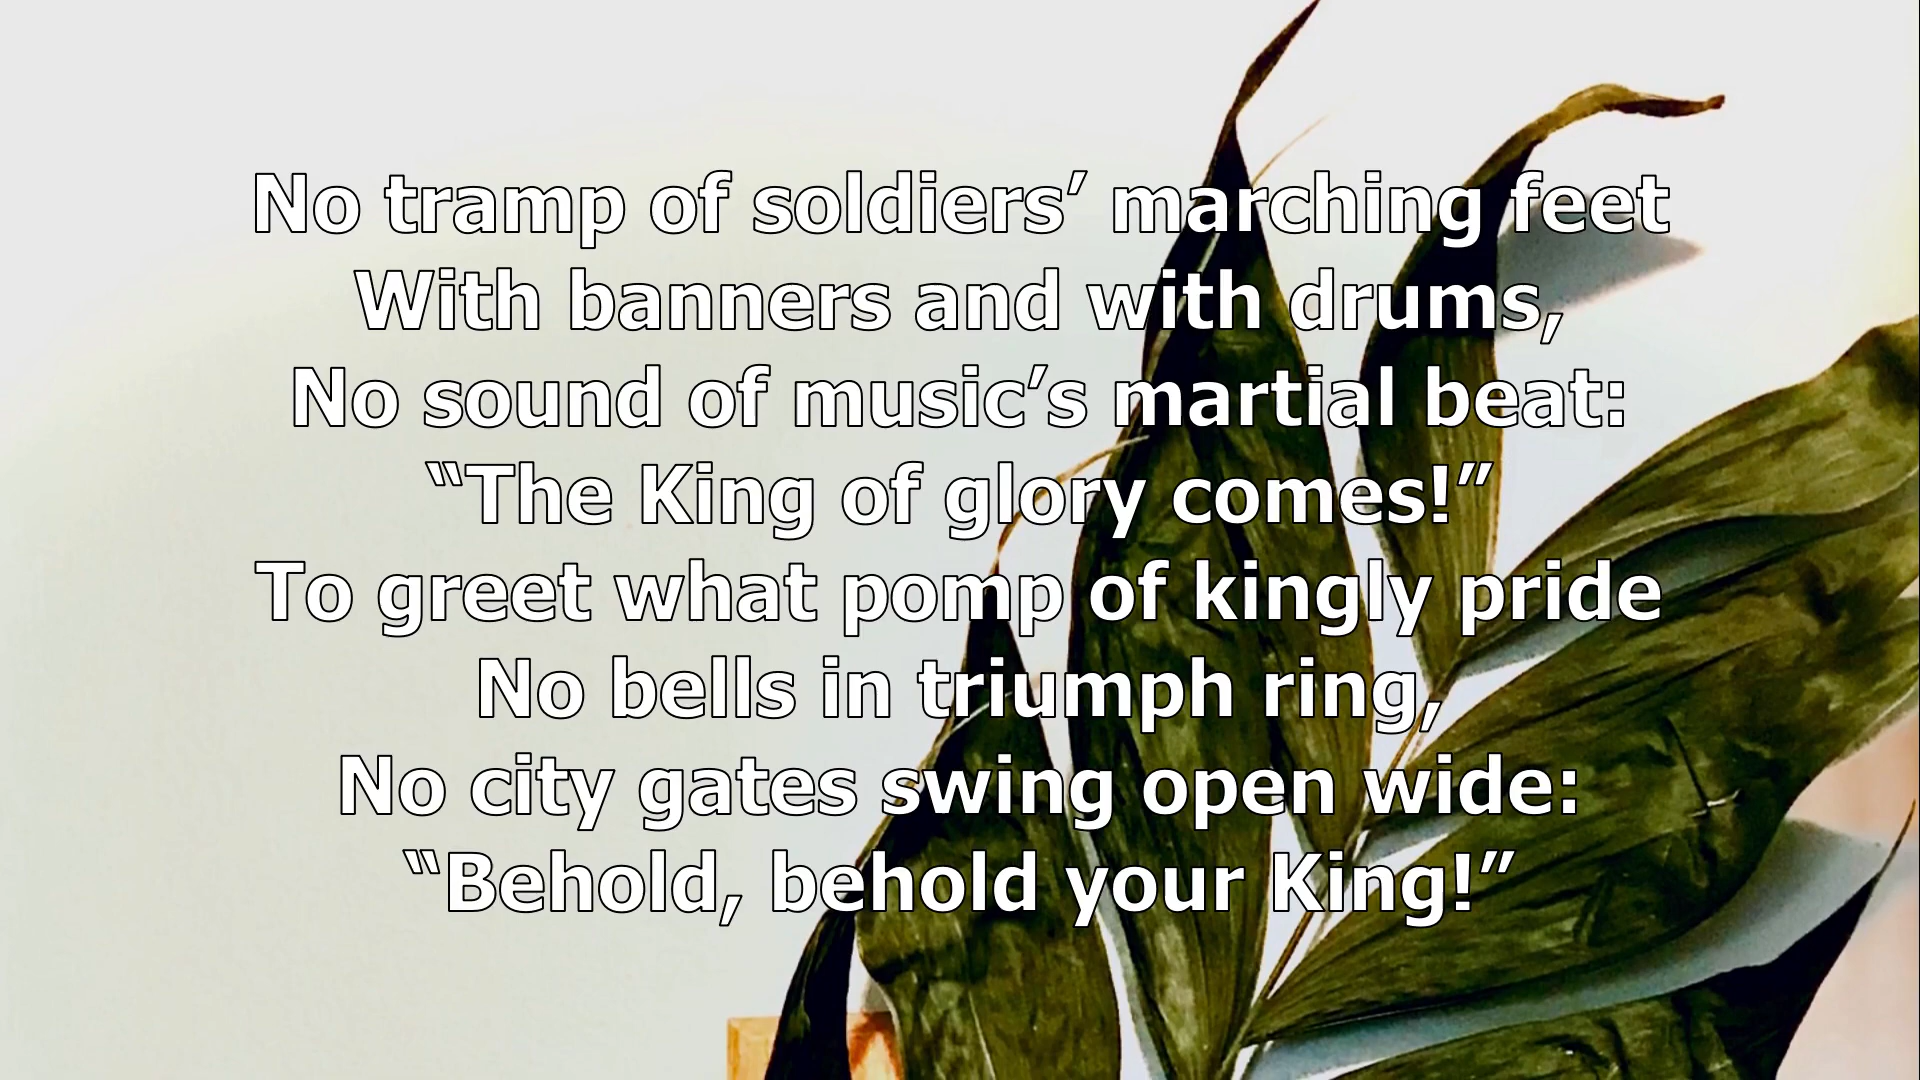 No tramp of soldiers’ marching feet
With banners and with drums,
No sound of music’s martial beat:
“The King of glory comes!”
To greet what pomp of kingly pride
No bells in triumph ring,
No city gates swing open wide:
“Behold, behold your King!”